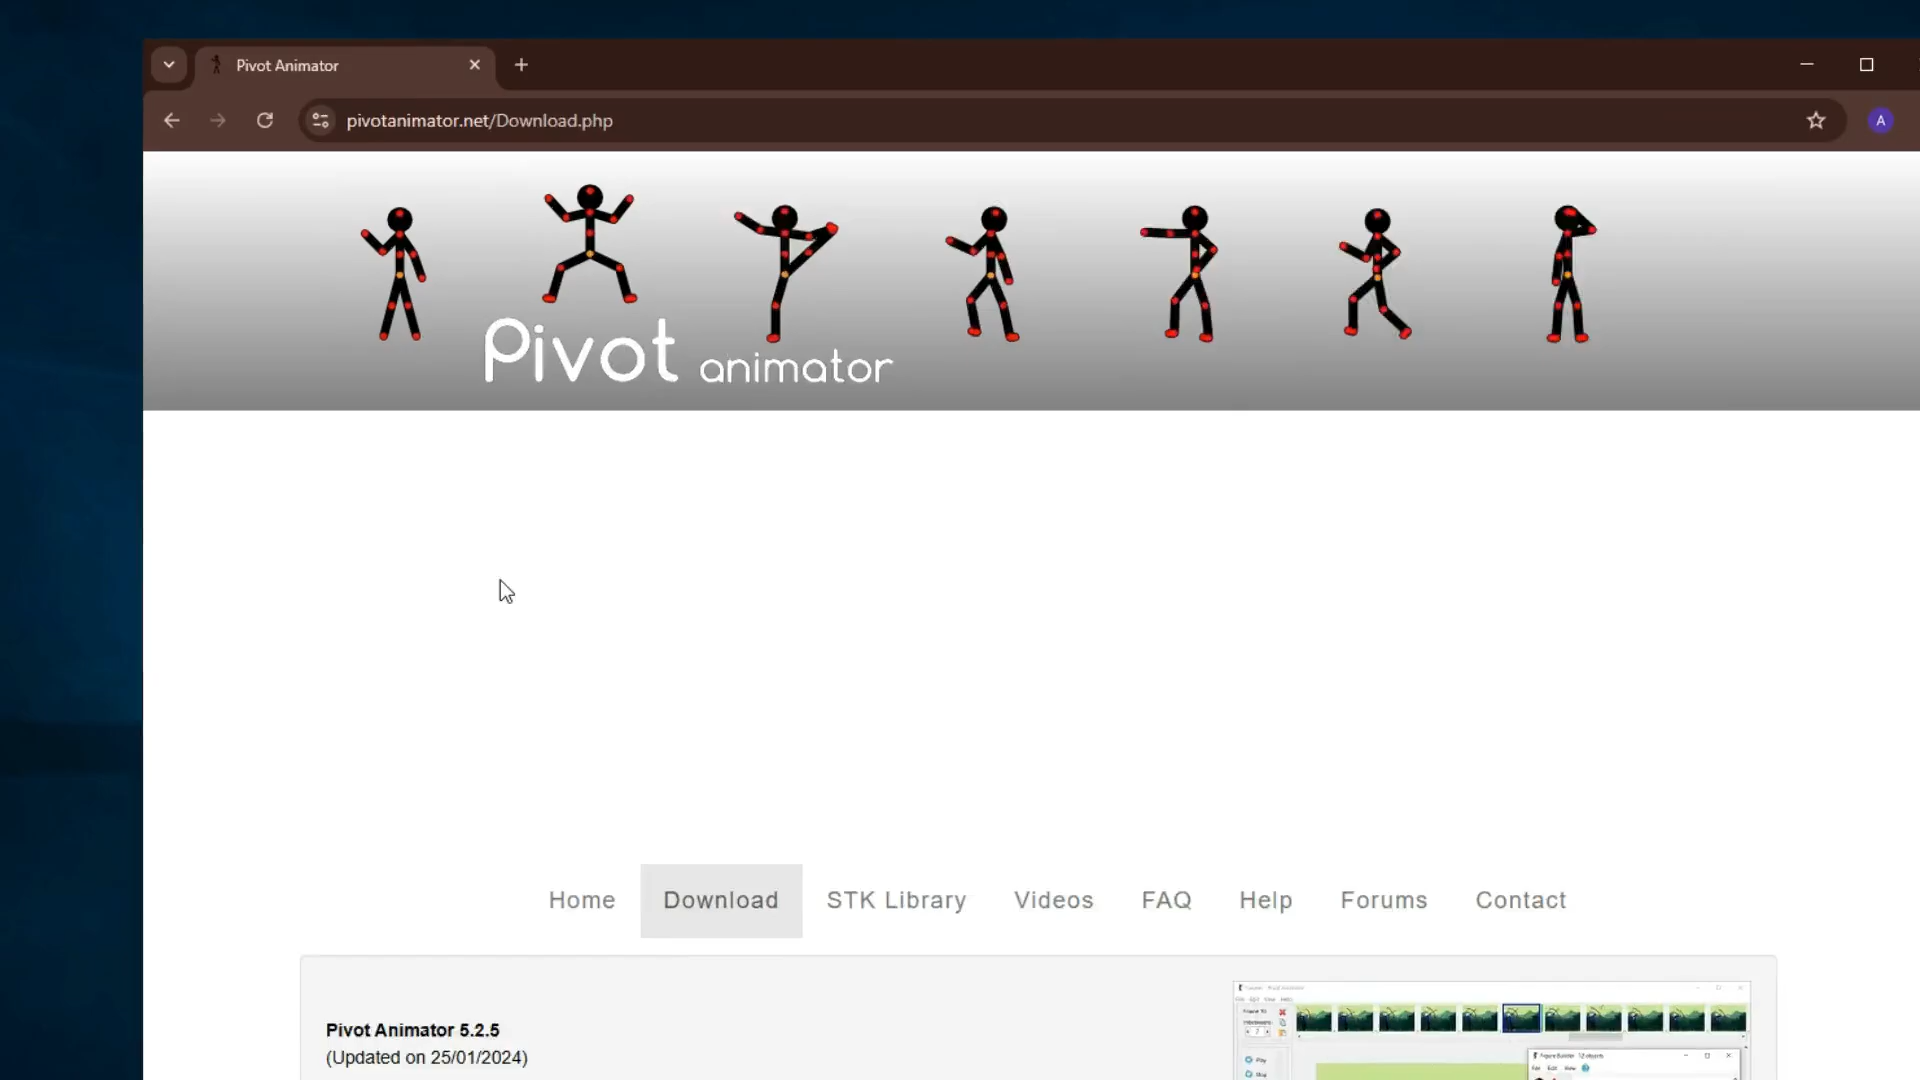 Pivot Animator
pivotanimator.net/Download.php
A
Pivot animator
Home Download STK Library Videos FAQ Help Forums Contact
Pivot Animator 5.2.5
(Updated on 25/01/2024)